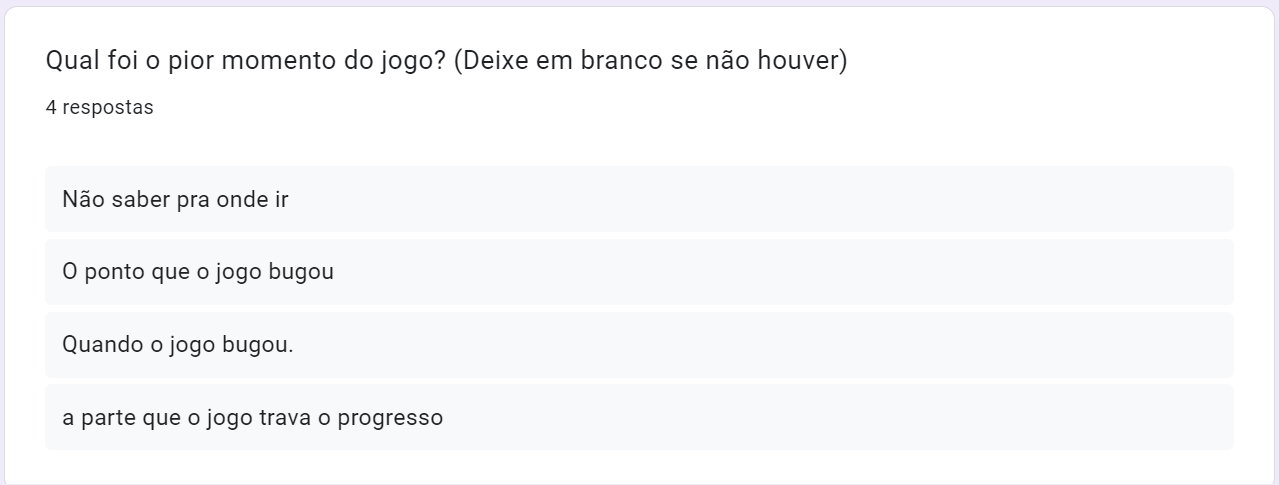 Qual foi o pior momento do jogo? (Deixe em branco se não houver)
4 respostas
Não saber pra onde ir
O ponto que o jogo bugou
Quando o jogo bugou.
a parte que o jogo trava o progresso